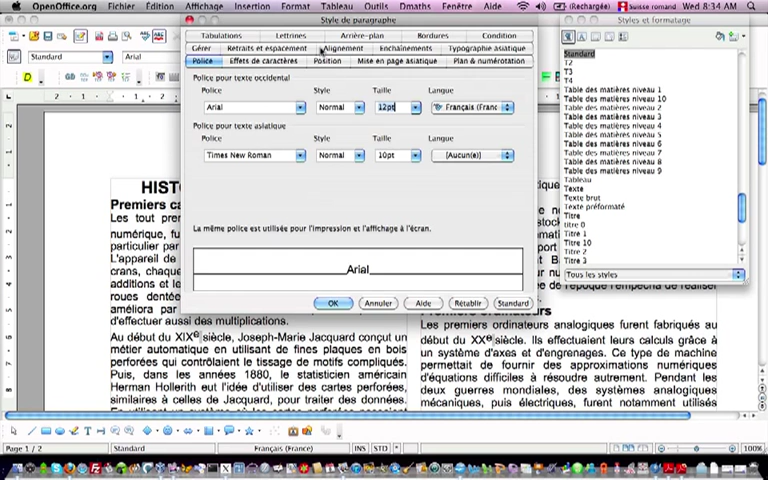 OpenOffice.org Fichier Édition Affichage Insertion Format Tableau Outils Dmaths Fenêtre Aide (Rechargée) Suisse romand Wed 8:34 AM
Style de paragraphe
Styles et formatage
Tabulations Lettrines Arrière-plan Bordures Condition
Gérer Retraits et espacement Alignement Enchaînements Typographie asiatique
Police Effets de caractères Position Mise en page asiatique Plan & numérotation
Standard Arial
Police pour texte occidental
Police Style Taille Langue
Arial Normal 12pt Français (Franc
Police pour texte asiatique
Police Style Taille Langue
Times New Roman Normal 10pt [Aucun(e)]
La même police est utilisée pour l'impression et l'affichage à l'écran.
Arial
OK Annuler Aide Rétablir Standard
Standard
T2
T3
T4
Table des matières niveau 1
Table des matières niveau 10
Table des matières niveau 2
Table des matières niveau 3
Table des matières niveau 4
Table des matières niveau 5
Table des matières niveau 6
Table des matières niveau 7
Table des matières niveau 8
Table des matières niveau 9
Tableau
Texte
Texte brut
Texte préformaté
Titre
titre 0
Titre 1
Titre 10
Titre 2
Titre 3
Tous les styles
HISTO
Premiers ca
Les tout pre
numérique, fu
particulier par
L'appareil de
crans, chaque
additions et le
roues dentée
améliora par
d'effectuer aussi des multiplications.
Au début du XIXe siècle, Joseph-Marie Jacquard conçut un
métier automatique en utilisant de fines plaques en bois
perforées qui contrôlaient le tissage de motifs compliqués.
Puis, dans les années 1880, le statisticien américain
Herman Hollerith eut l'idée d'utiliser des cartes perforées,
similaires à celles de Jacquard, pour traiter des données.
de l'époque l'empêcha de réaliser
Premiers ordinateurs
Les premiers ordinateurs analogiques furent fabriqués au
début du XXe siècle. Ils effectuaient leurs calculs grâce à
un système d'axes et d'engrenages. Ce type de machine
permettait de fournir des approximations numériques
d'équations difficiles à résoudre autrement. Pendant les
deux guerres mondiales, des systèmes analogiques
mécaniques, puis électriques, furent notamment utilisés
Page 1 / 2 Standard Français (France) INS STD * 100%